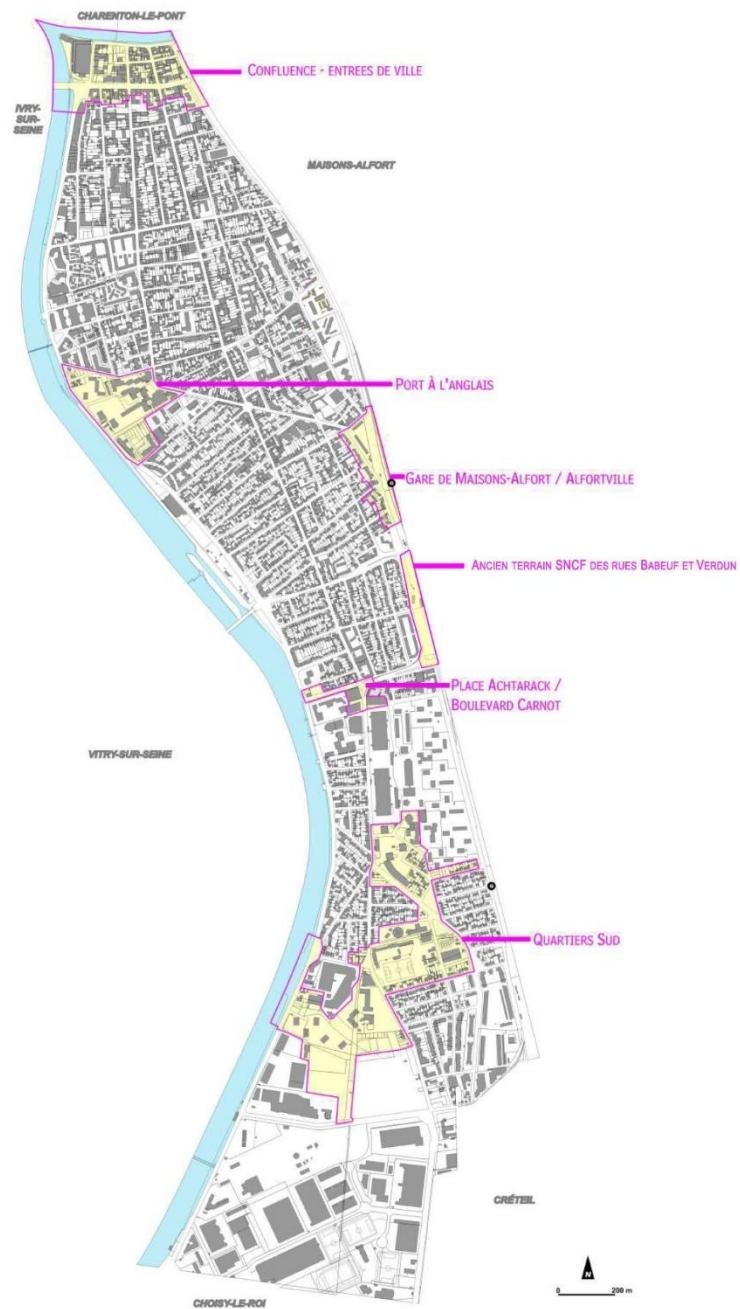 CHARENTON-LE-PONT
CONFLUENCE - ENTREES DE VILLE
IVRY-
SUR-
SEINE
MAISONS-ALFORT
PORT À L'ANGLAIS
GARE DE MAISONS-ALFORT / ALFORTVILLE
ANCIEN TERRAIN SNCF DES RUES BABEUF ET VERDUN
PLACE ACHTARACK /
BOULEVARD CARNOT
VITRY-SUR-SEINE
QUARTIERS SUD
CRÉTEIL
N
0 200 m
CHOISY-LE-ROI